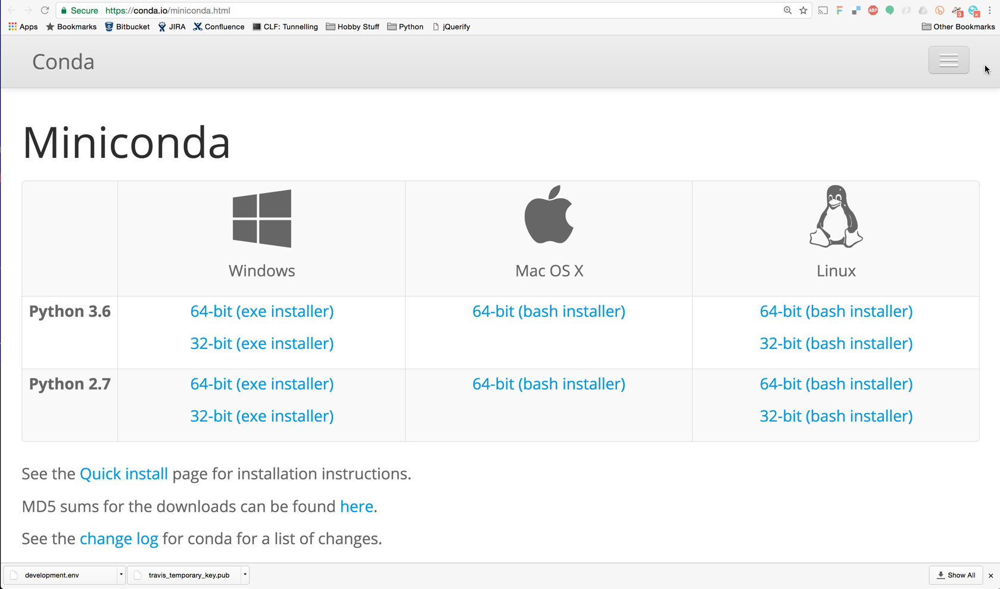 Secure https://conda.io/miniconda.html
ABP
3
Apps Bookmarks Bitbucket JIRA Confluence CLF: Tunnelling Hobby Stuff Python jQuerify Other Bookmarks
Conda
Miniconda
Windows Mac OS X Linux
Python 3.6 64-bit (exe installer) 64-bit (bash installer) 64-bit (bash installer)
32-bit (exe installer) 32-bit (bash installer)
Python 2.7 64-bit (exe installer) 64-bit (bash installer) 64-bit (bash installer)
32-bit (exe installer) 32-bit (bash installer)
See the Quick install page for installation instructions.
MD5 sums for the downloads can be found here.
See the change log for conda for a list of changes.
development.env travis_temporary_key.pub Show All